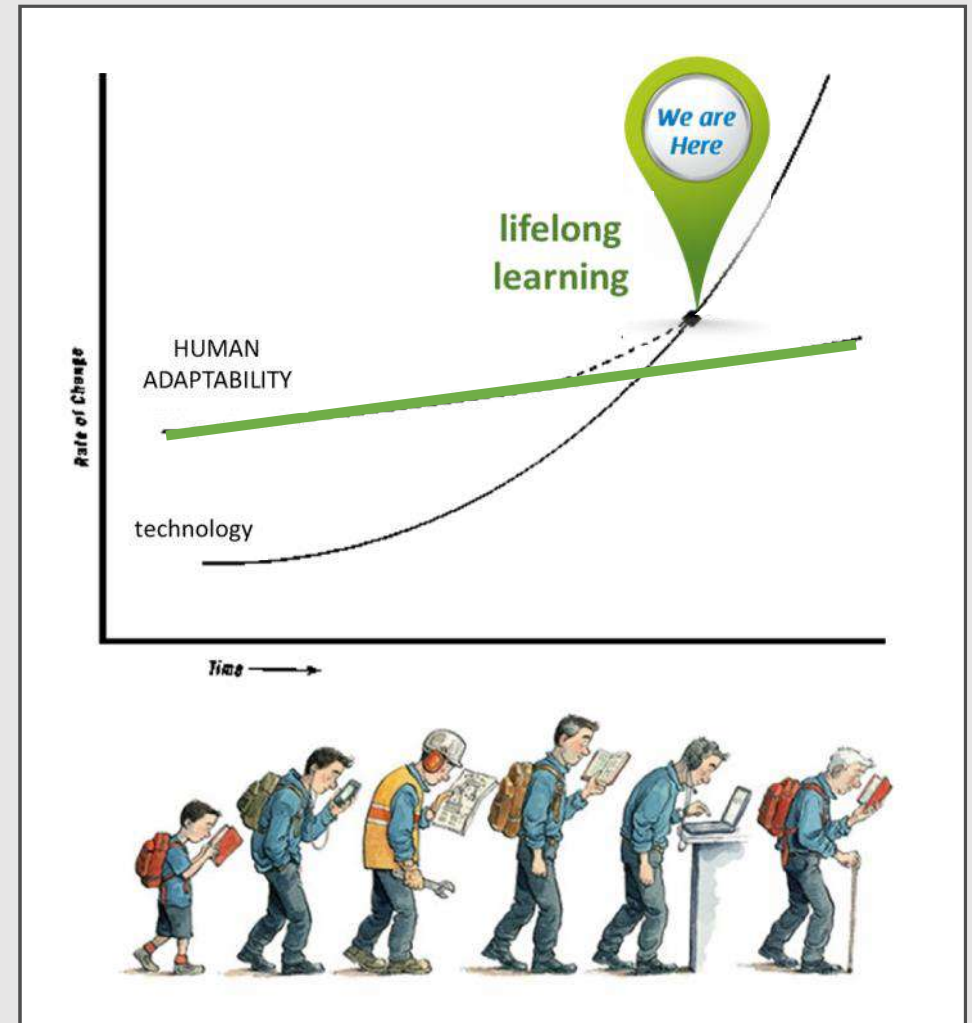 We are
Here
lifelong
learning
HUMAN
ADAPTABILITY
Rate of Change
technology
Time